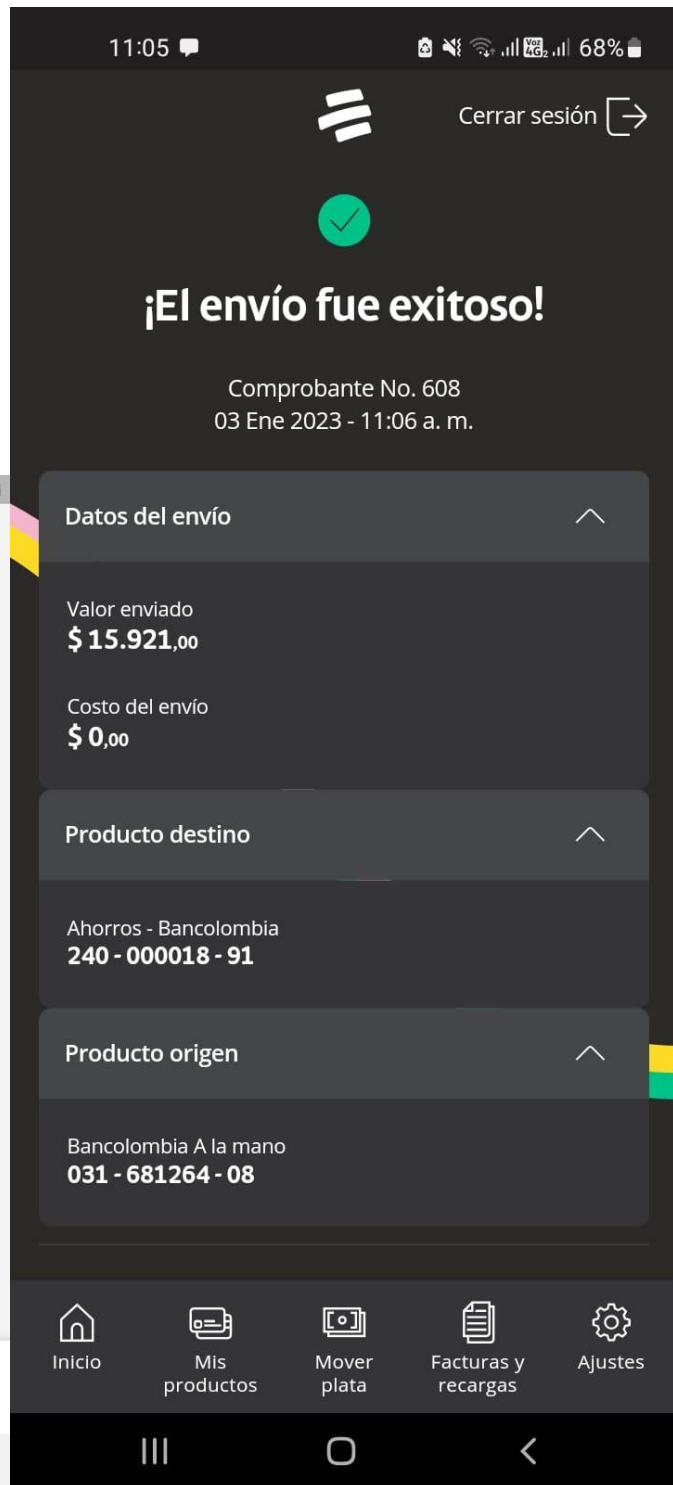 11:05
Voz
4G2
68%
Cerrar sesión
¡El envío fue exitoso!
Comprobante No. 608
03 Ene 2023 - 11:06 a. m.
Datos del envío
Valor enviado
$ 15.921,00
Costo del envío
$ 0,00
Producto destino
Ahorros - Bancolombia
240 - 000018 - 91
Producto origen
Bancolombia A la mano
031 - 681264 - 08
Inicio
Mis productos
Mover plata
Facturas y recargas
Ajustes